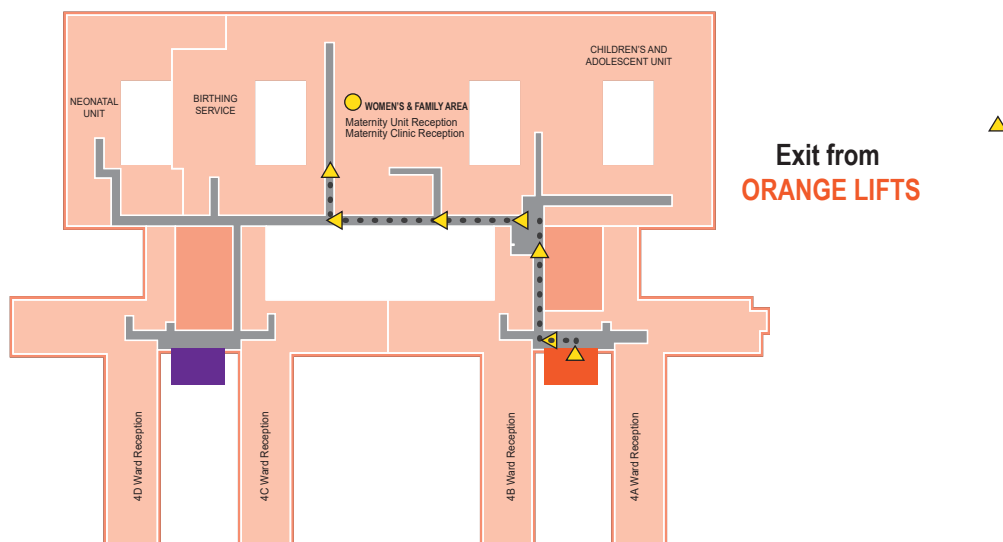 CHILDREN'S AND
ADOLESCENT UNIT
NEONATAL
UNIT
BIRTHING
SERVICE
WOMEN'S & FAMILY AREA
Maternity Unit Reception
Maternity Clinic Reception
Exit from
ORANGE LIFTS
4D Ward Reception
4C Ward Reception
4B Ward Reception
4A Ward Reception